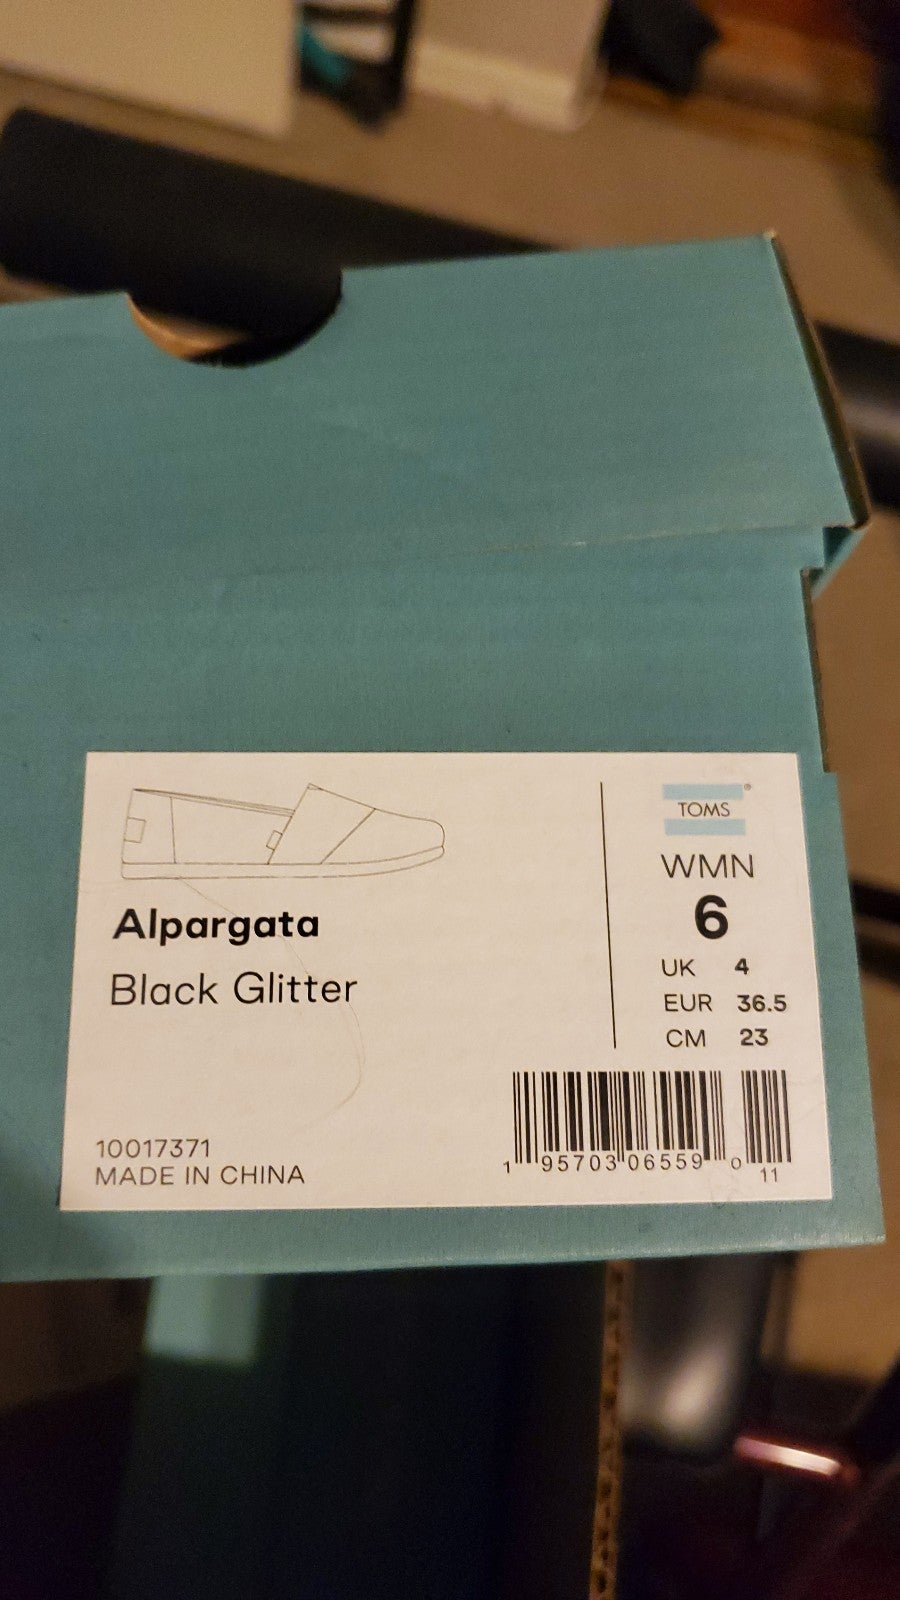 TOMS®
WMN
6
UK 4
EUR 36.5
CM 23
Alpargata
Black Glitter
10017371
MADE IN CHINA
1 95703 06559 0
11